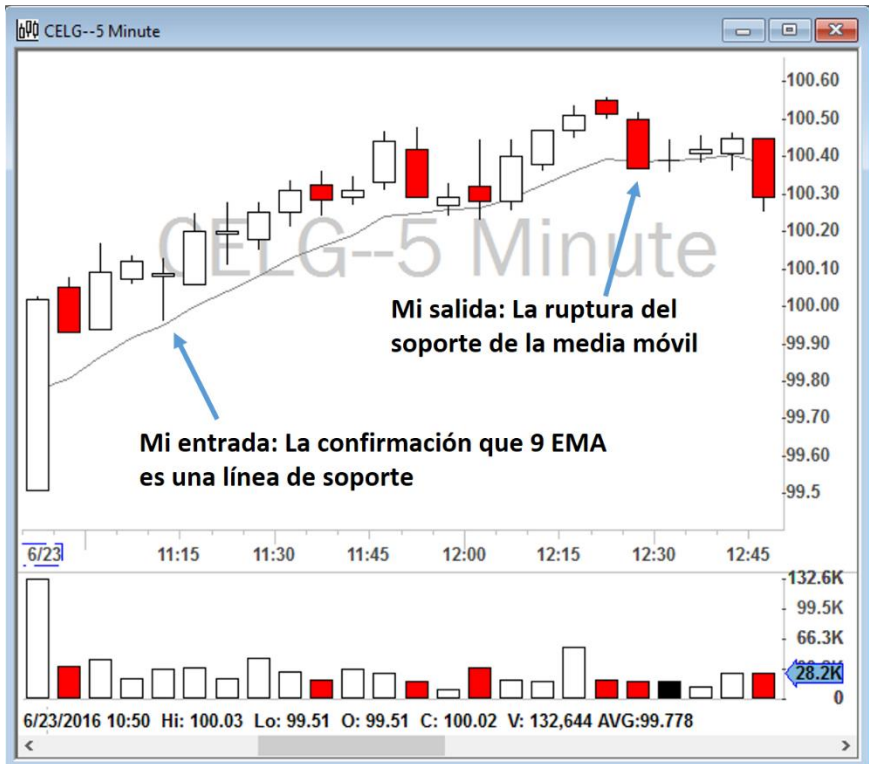 CELG--5 Minute
100.60
100.50
100.40
100.30
100.20
100.10
100.00
99.90
99.80
99.70
99.60
99.5
CELG--5 Minute
Mi salida: La ruptura del
soporte de la media móvil
Mi entrada: La confirmación que 9 EMA
es una línea de soporte
6/23 11:15 11:30 11:45 12:00 12:15 12:30 12:45
132.6K
99.5K
66.3K
28.2K
0
6/23/2016 10:50 Hi: 100.03 Lo: 99.51 O: 99.51 C: 100.02 V: 132,644 AVG:99.778